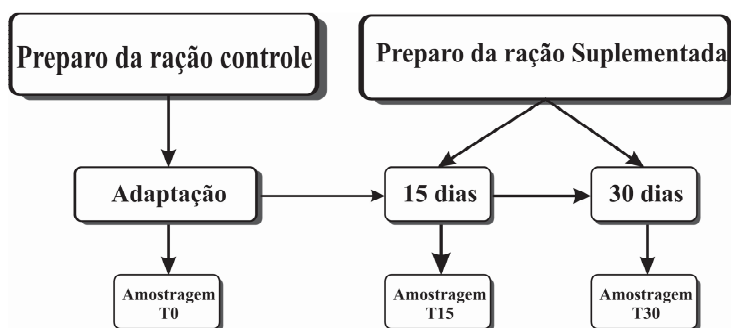 Preparo da ração controle
Preparo da ração Suplementada
Adaptação
15 dias
30 dias
Amostragem
T0
Amostragem
T15
Amostragem
T30